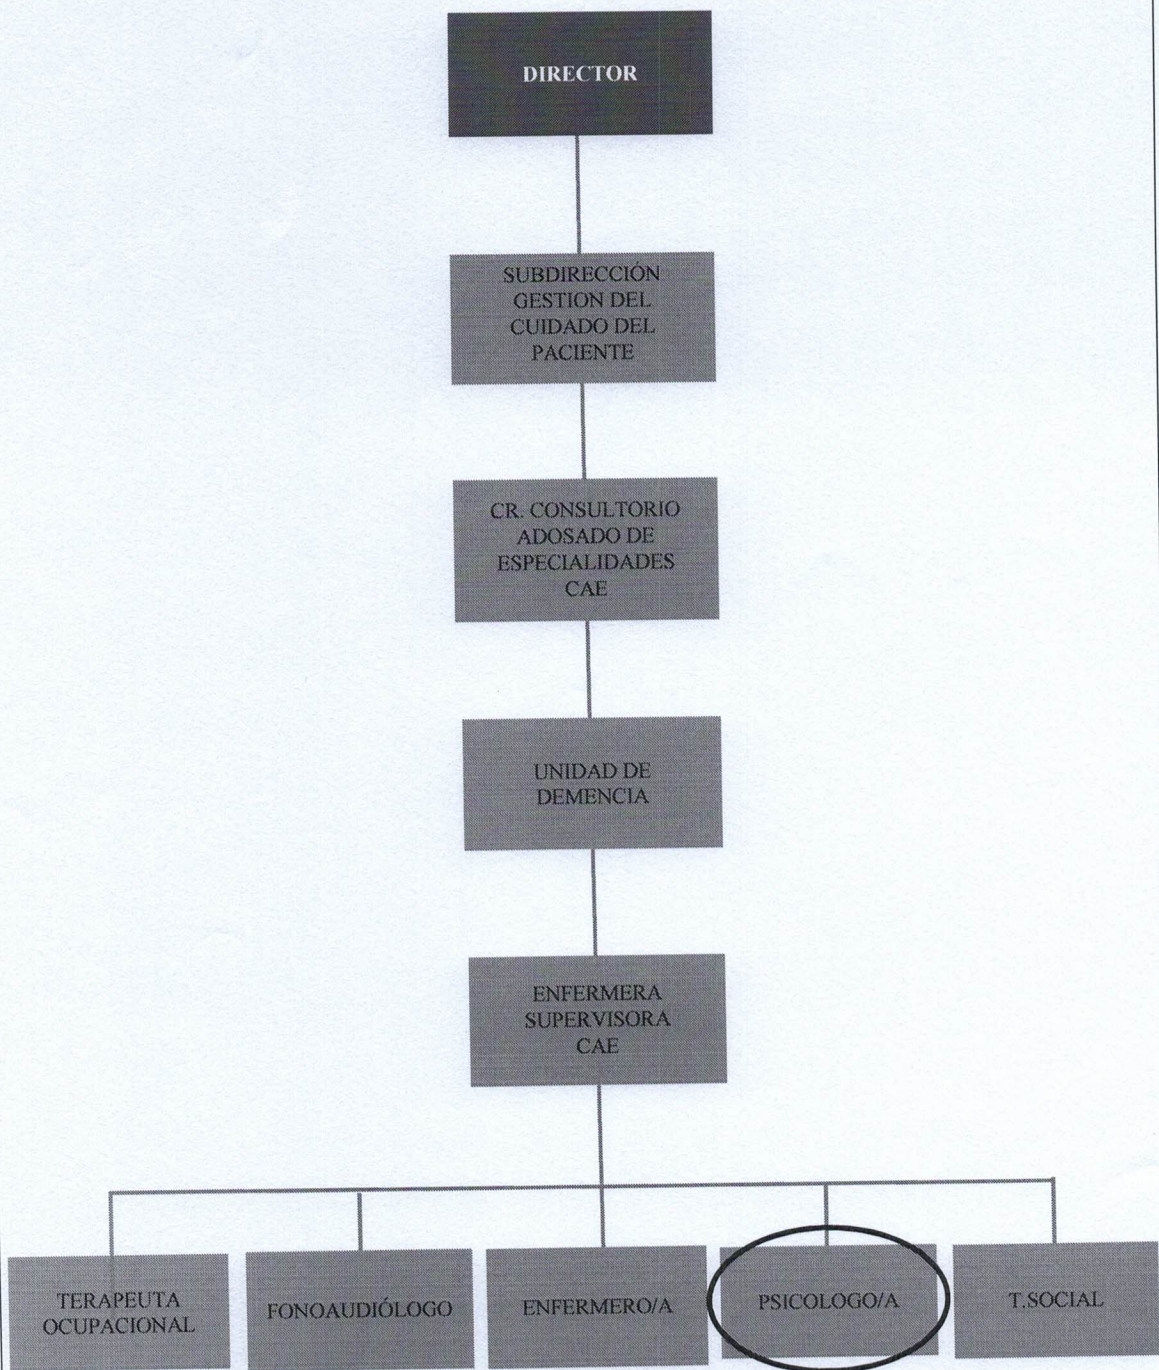 DIRECTOR
SUBDIRECCIÓN
GESTION DEL
CUIDADO DEL
PACIENTE
CR. CONSULTORIO
ADOSADO DE
ESPECIALIDADES
CAE
UNIDAD DE
DEMENCIA
ENFERMERA
SUPERVISORA
CAE
TERAPEUTA
OCUPACIONAL
FONOAUDIÓLOGO
ENFERMERO/A
PSICOLOGO/A
T.SOCIAL